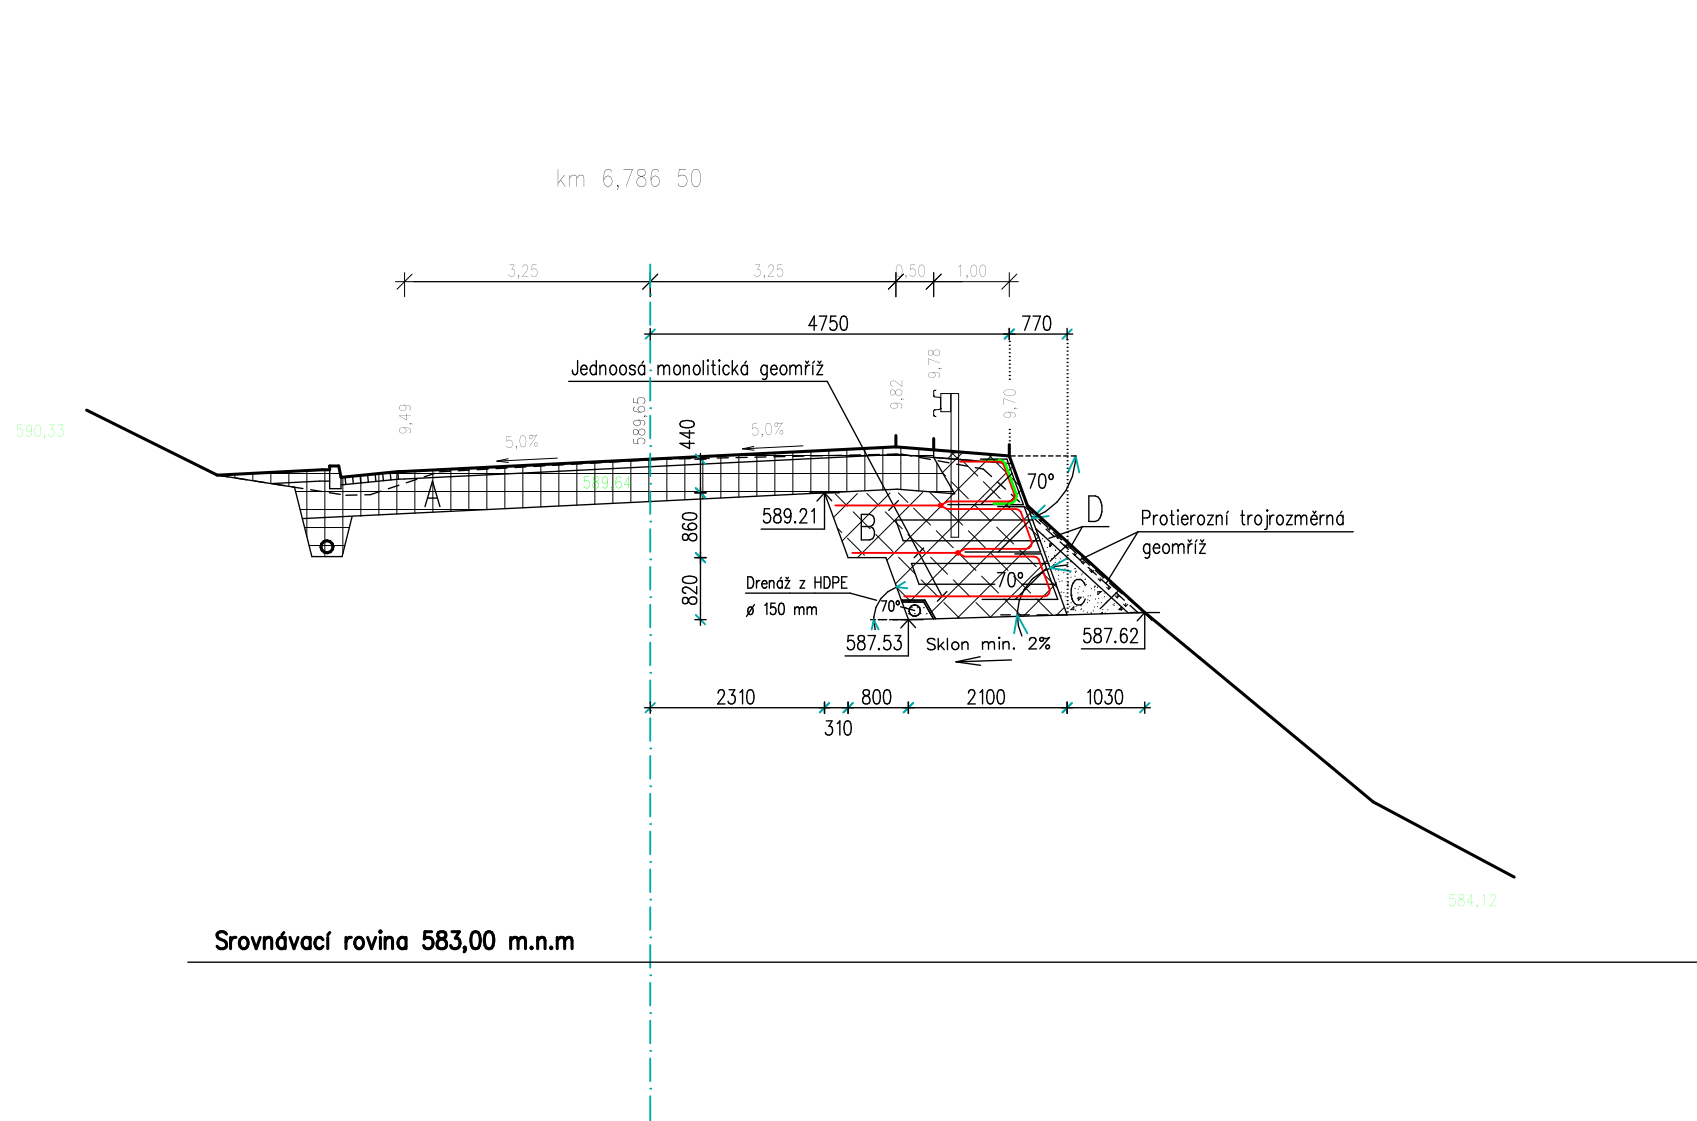 km 6,786 50
3,25
3,25
0,50
1,00
4750
770
Jednoosá monolitická geomříž
9,49
589.65
9,82
9,78
9,70
590,33
5,0%
5,0%
440
A
589.64
70°
589.21
860
B
D
Protierozní trojrozměrná
geomříž
Drenáž z HDPE
ø 150 mm
820
70°
70°
C
587.53
Sklon min. 2%
587.62
2310
800
2100
1030
310
584,12
Srovnávací rovina 583,00 m.n.m